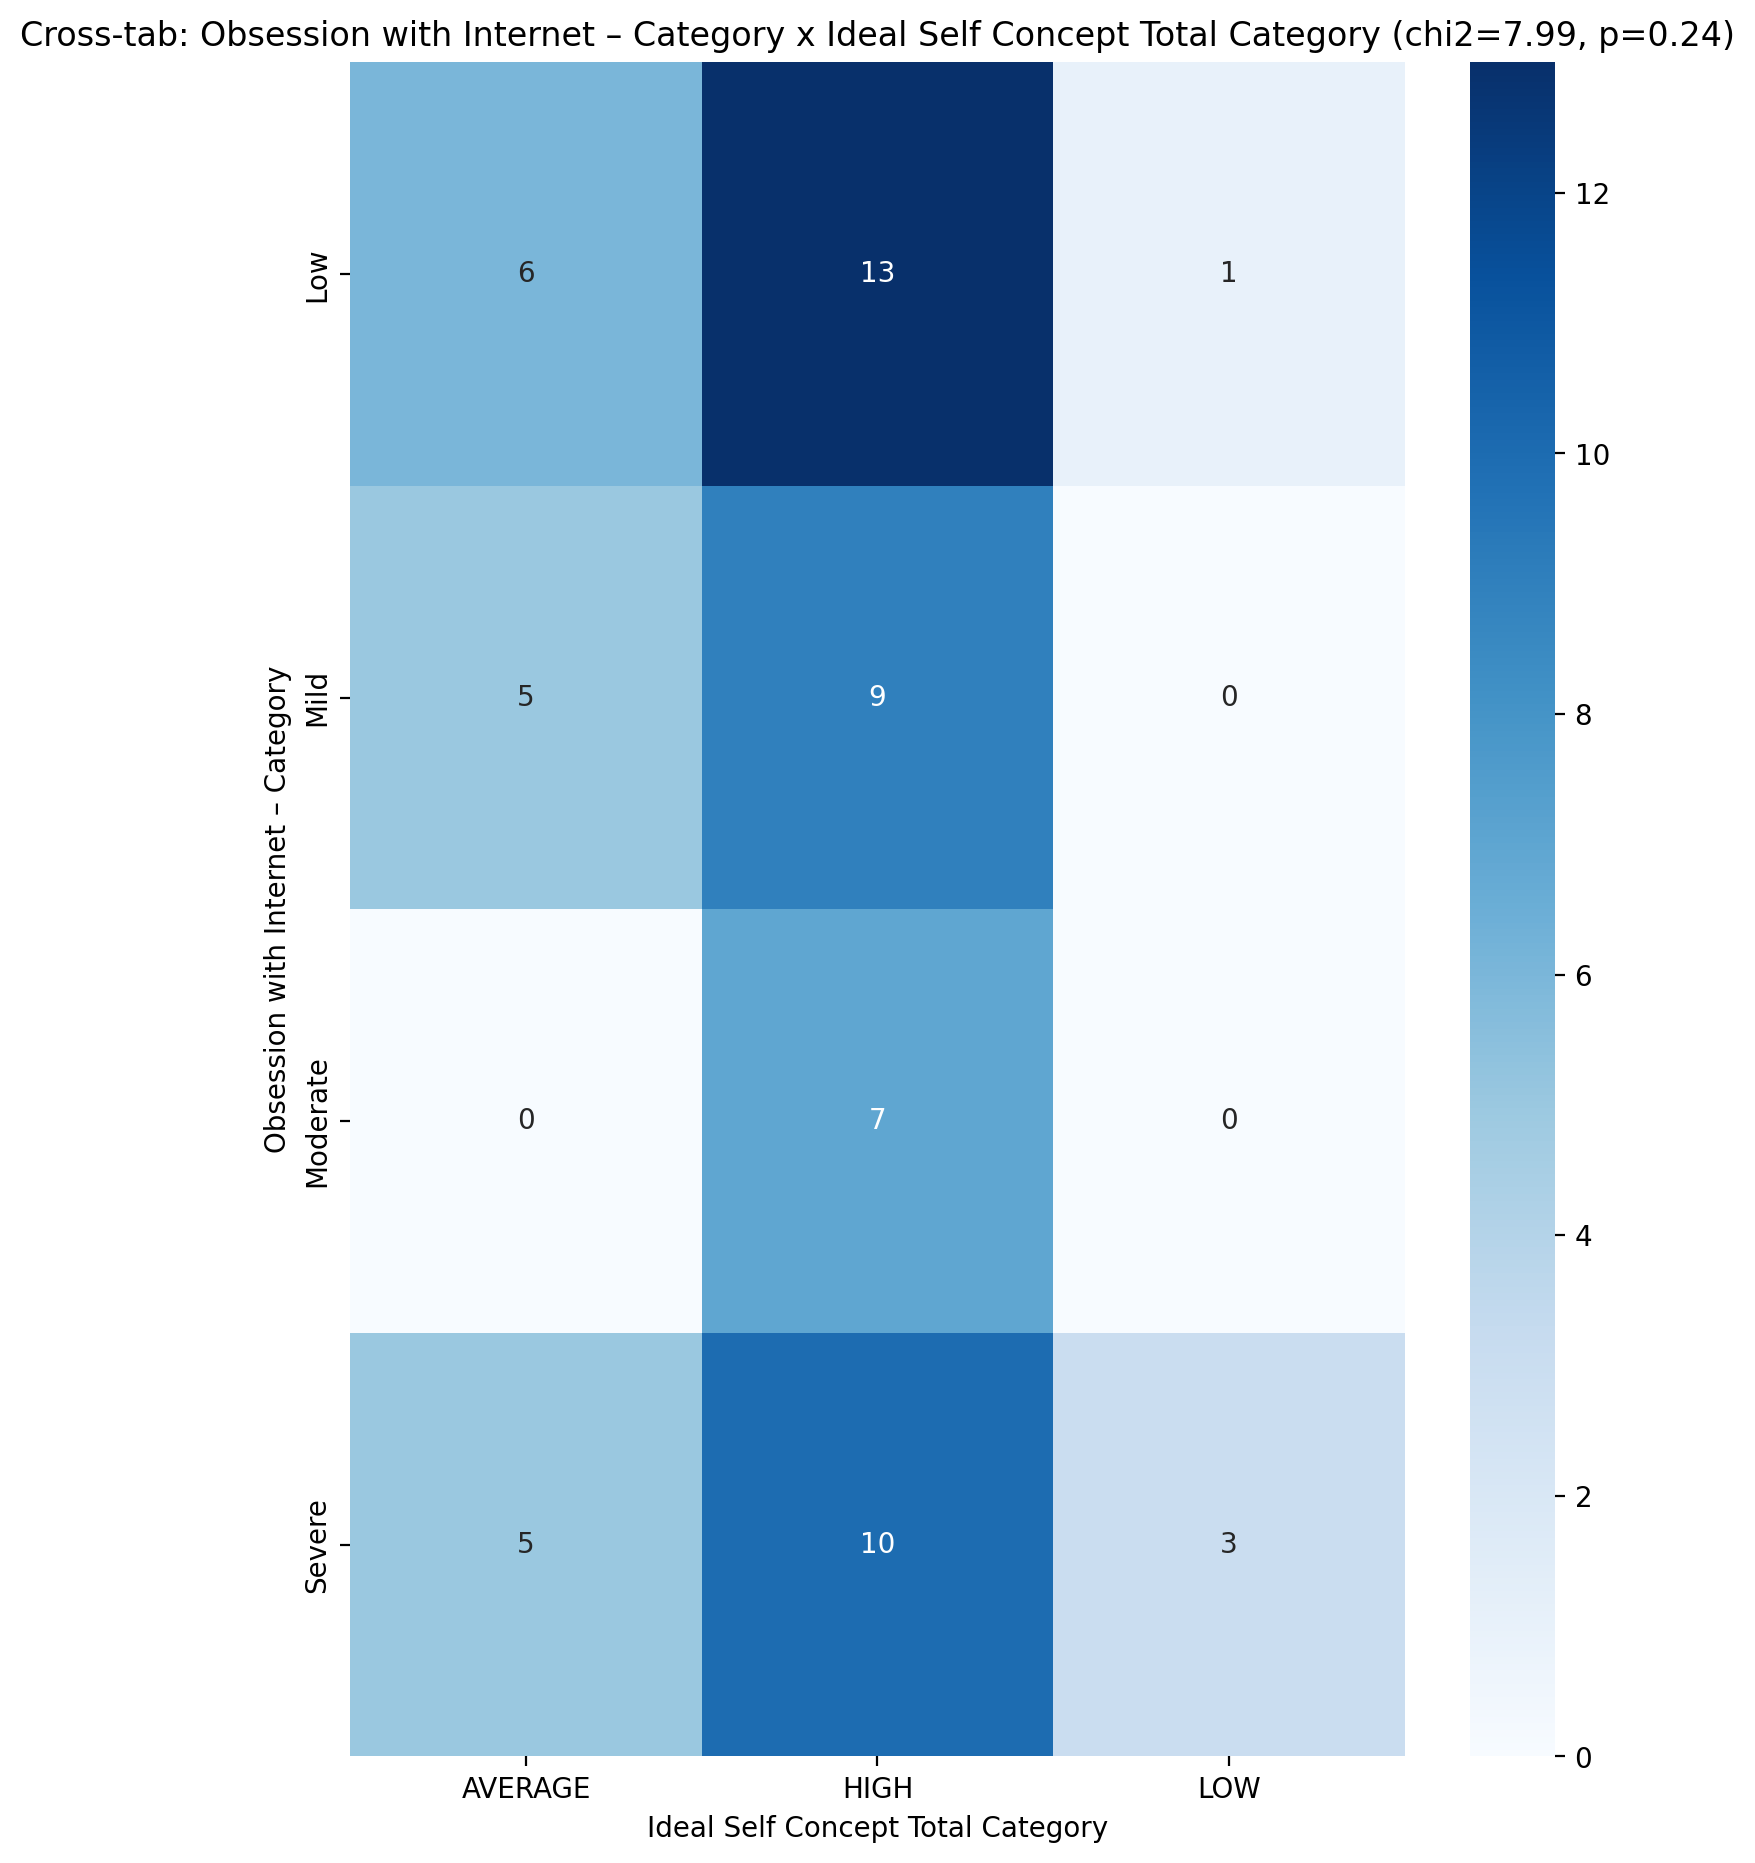 Cross-tab: Obsession with Internet – Category x Ideal Self Concept Total Category (chi2=7.99, p=0.24)
Obsession with Internet – Category
Low
6 13 1
Mild
5 9 0
Moderate
0 7 0
Severe
5 10 3
AVERAGE HIGH LOW
Ideal Self Concept Total Category
12
10
8
6
4
2
0